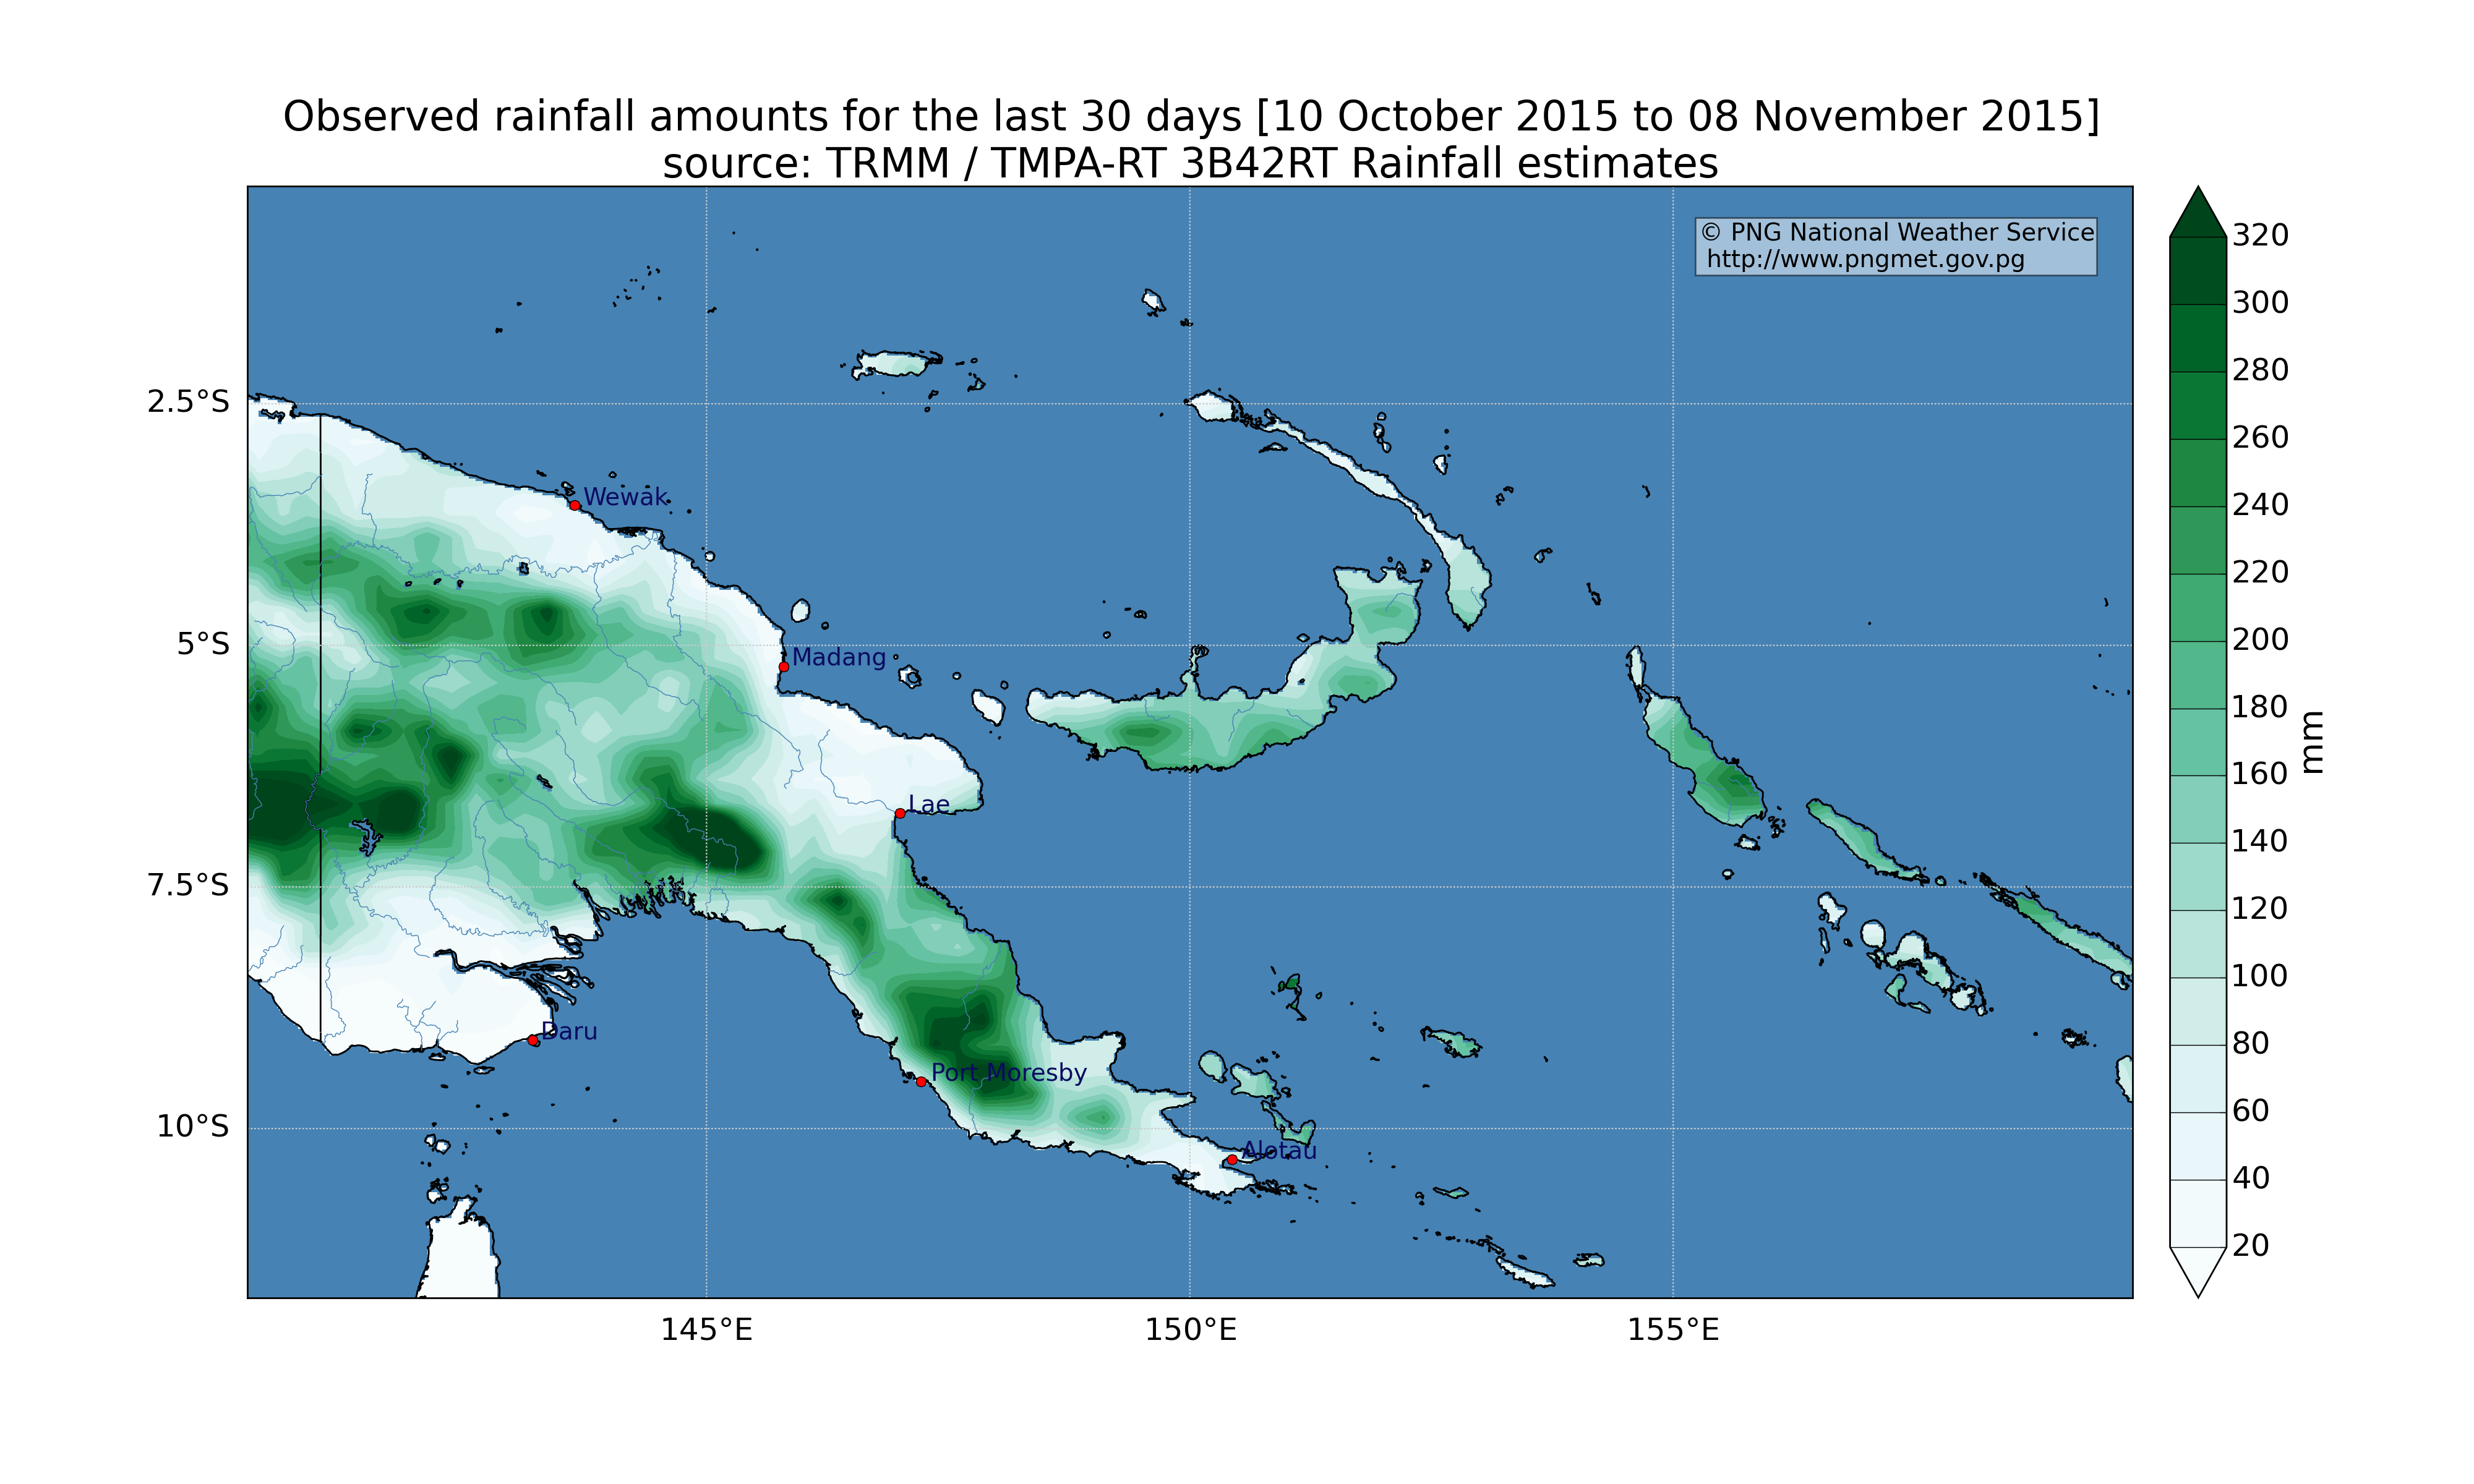 Observed rainfall amounts for the last 30 days [10 October 2015 to 08 November 2015]
source: TRMM / TMPA-RT 3B42RT Rainfall estimates
© PNG National Weather Service
http://www.pngmet.gov.pg
320
300
280
260
240
220
200
180
160
140
120
100
80
60
40
20
mm
2.5°S
5°S
7.5°S
10°S
Wewak
Madang
Lae
Daru
Port Moresby
Alotau
145°E
150°E
155°E